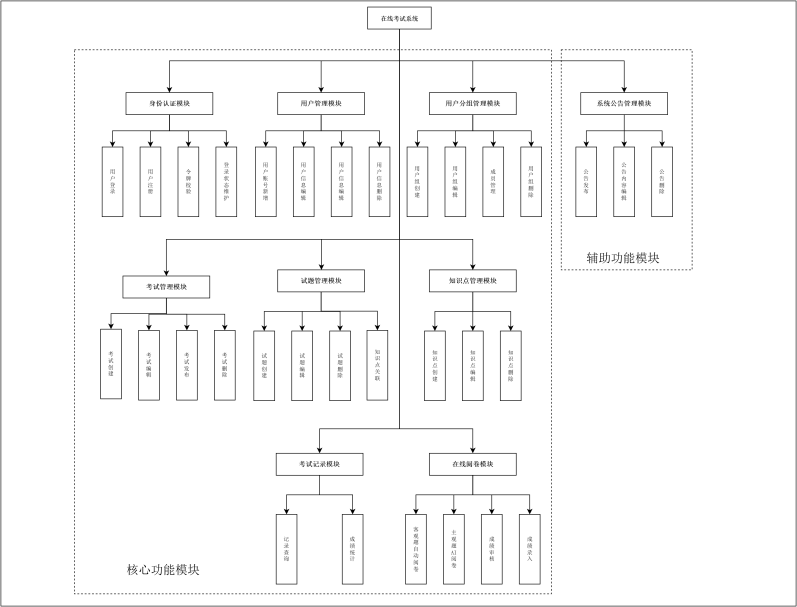 在线考试系统
身份认证模块
用户管理模块
用户分组管理模块
系统公告管理模块
用户登录
用户注册
令牌校验
登录状态维护
用户账号新增
用户信息编辑
用户信息编辑
用户信息删除
用户组创建
用户组编辑
成员管理
用户组删除
公告发布
公告内容编辑
公告删除
辅助功能模块
考试管理模块
试题管理模块
知识点管理模块
考试创建
考试编辑
考试发布
考试删除
试题创建
试题编辑
试题删除
知识点关联
知识点创建
知识点编辑
知识点删除
考试记录模块
在线阅卷模块
记录查询
成绩统计
客观题自动阅卷
主观题AI阅卷
成绩审核
成绩录入
核心功能模块